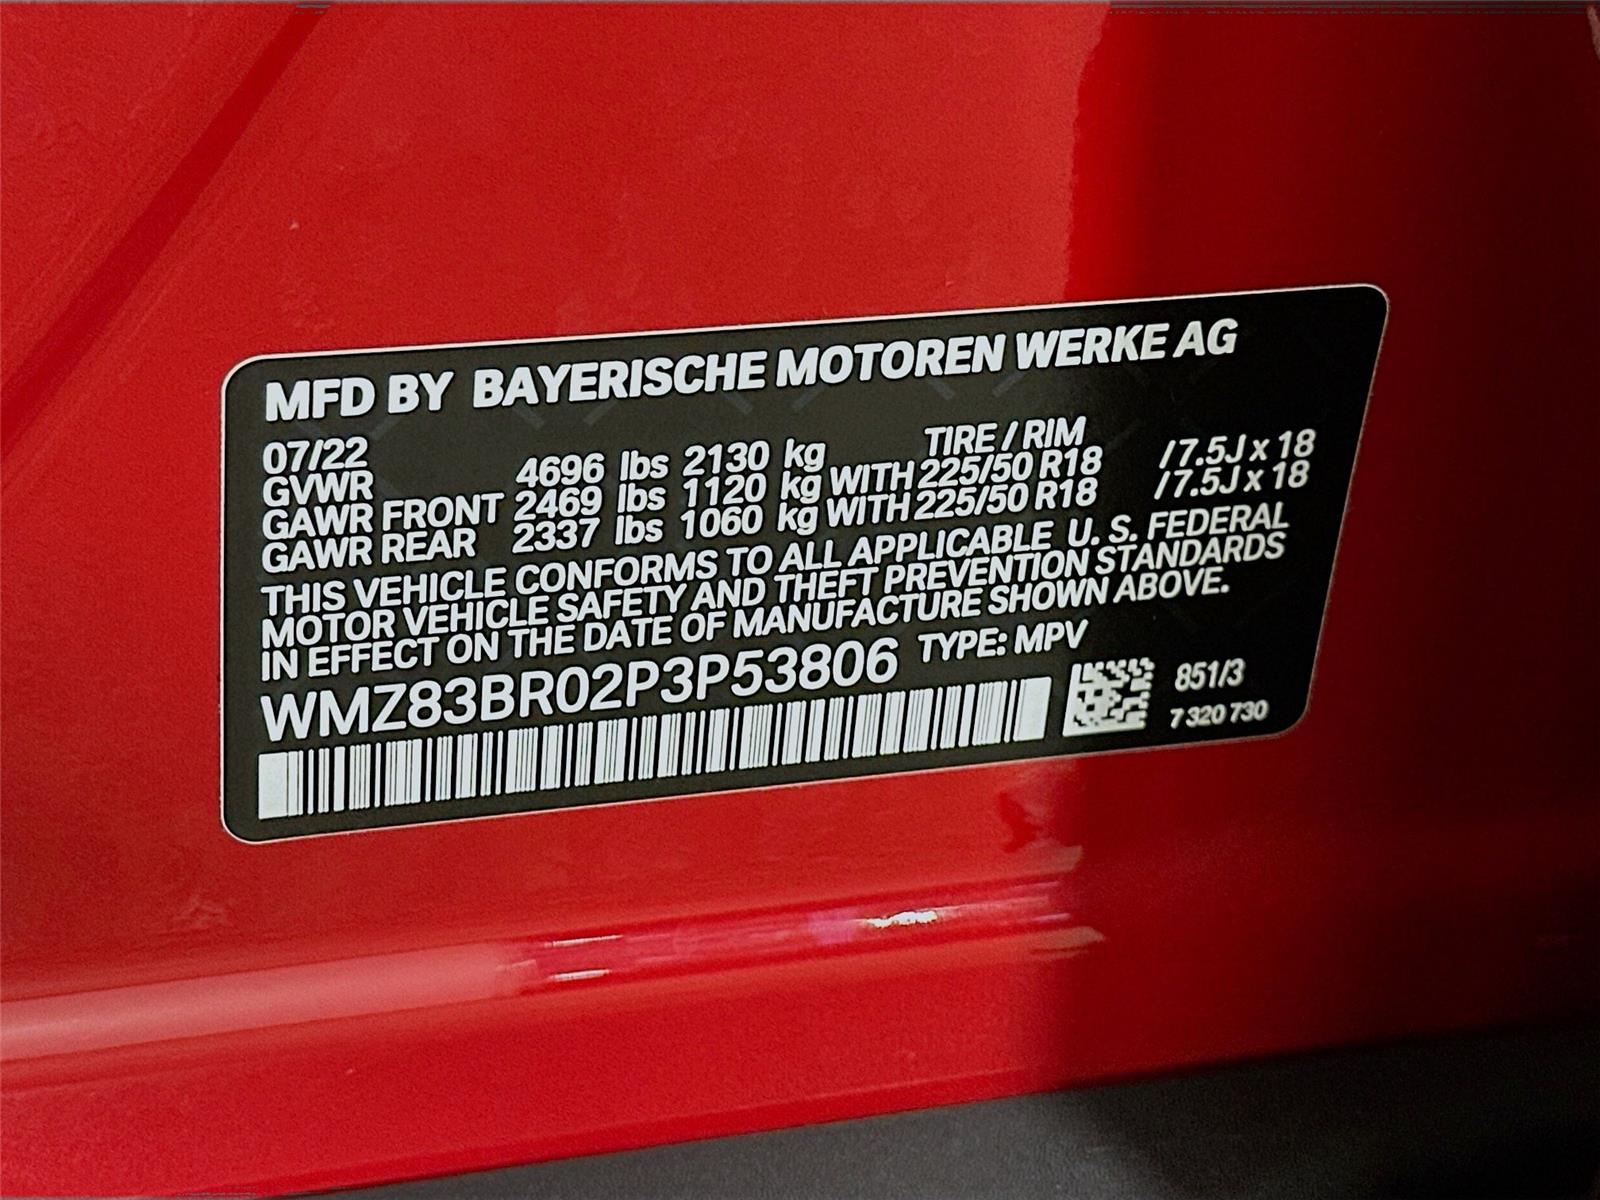 MFD BY BAYERISCHE MOTOREN WERKE AG
07/22 TIRE / RIM
GVWR 4696 lbs 2130 kg
GAWR FRONT 2469 lbs 1120 kg WITH 225/50 R18 / 7.5J x 18
GAWR REAR 2337 lbs 1060 kg WITH 225/50 R18 / 7.5J x 18
THIS VEHICLE CONFORMS TO ALL APPLICABLE U. S. FEDERAL
MOTOR VEHICLE SAFETY AND THEFT PREVENTION STANDARDS
IN EFFECT ON THE DATE OF MANUFACTURE SHOWN ABOVE.
WMZ83BR02P3P53806 TYPE: MPV
851/3
7 320 730